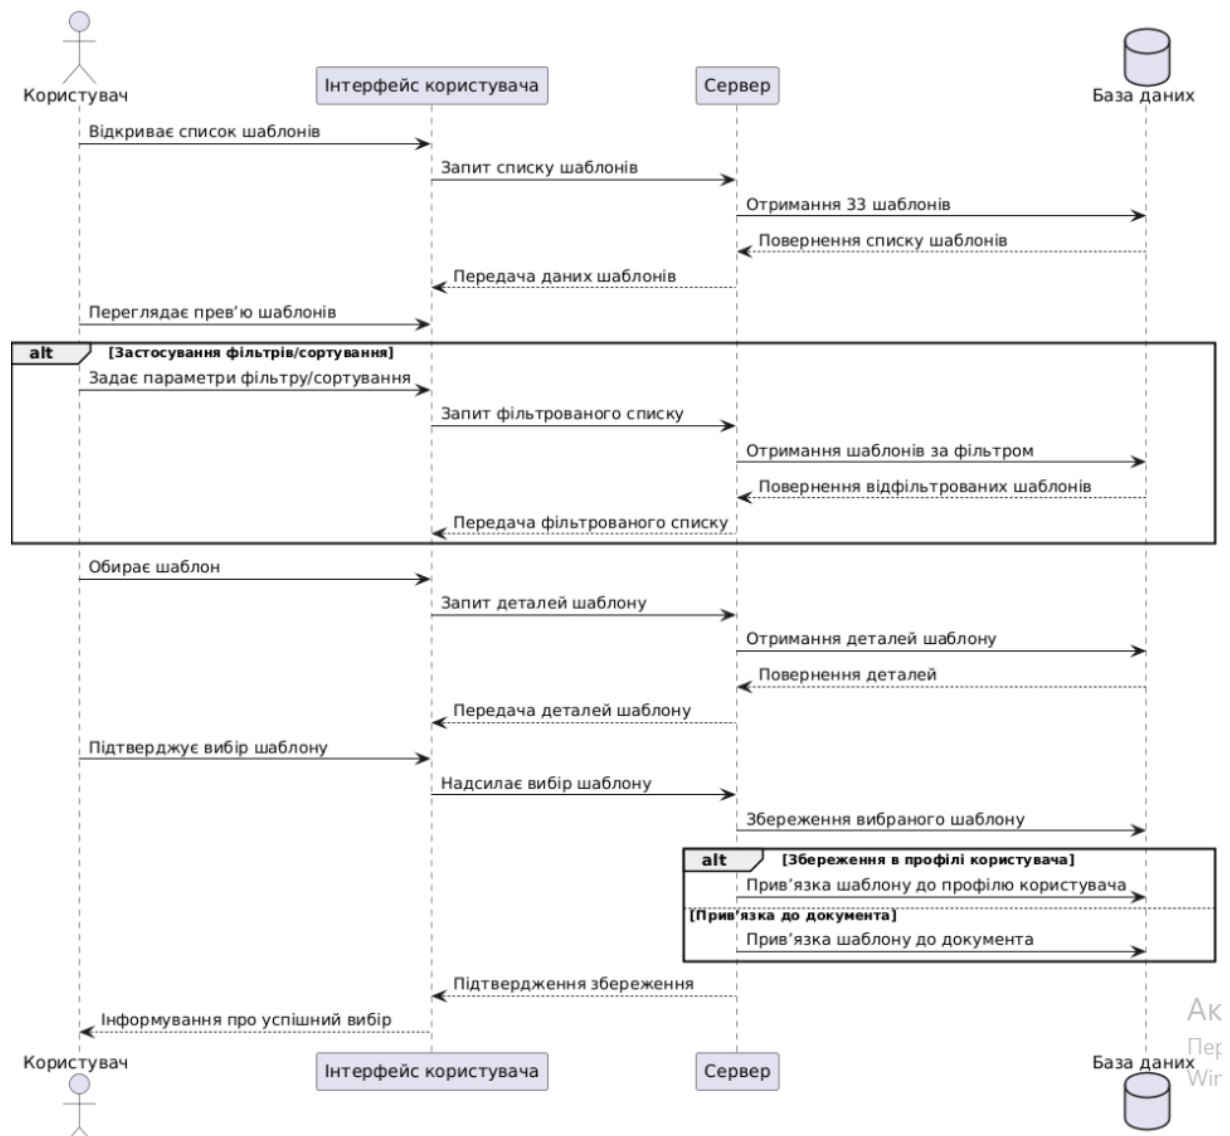 Користувач
Інтерфейс користувача
Сервер
База даних
Відкриває список шаблонів
Запит списку шаблонів
Отримання 33 шаблонів
Повернення списку шаблонів
Передача даних шаблонів
Переглядає прев’ю шаблонів
alt [Застосування фільтрів/сортування]
Задає параметри фільтру/сортування
Запит фільтрованого списку
Отримання шаблонів за фільтром
Повернення відфільтрованих шаблонів
Передача фільтрованого списку
Обирає шаблон
Запит деталей шаблону
Отримання деталей шаблону
Повернення деталей
Передача деталей шаблону
Підтверджує вибір шаблону
Надсилає вибір шаблону
Збереження вибраного шаблону
alt [Збереження в профілі користувача]
Прив’язка шаблону до профілю користувача
[Прив’язка до документа]
Прив’язка шаблону до документа
Підтвердження збереження
Інформування про успішний вибір
Користувач
Інтерфейс користувача
Сервер
База даних
Ак
Пер
Win